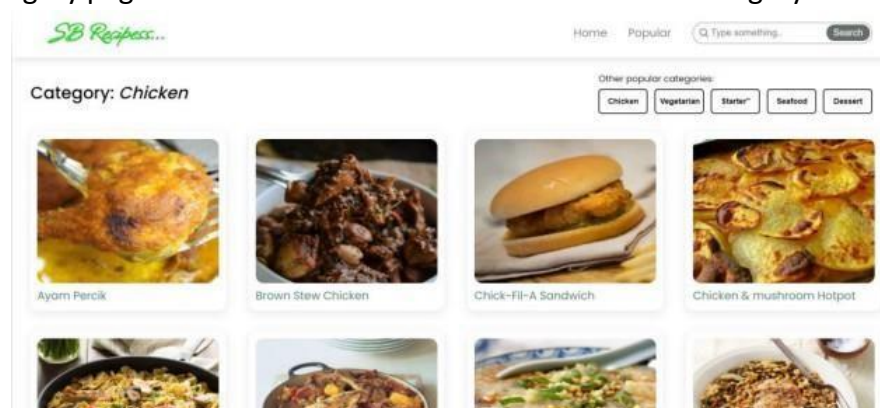 SB Recipess...
Home Popular Type something.. Search
Category: Chicken
Other popular categories:
Chicken Vegetarian Starter" Seafood Dessert
Ayam Percik Brown Stew Chicken Chick-Fil-A Sandwich Chicken & mushroom Hotpot